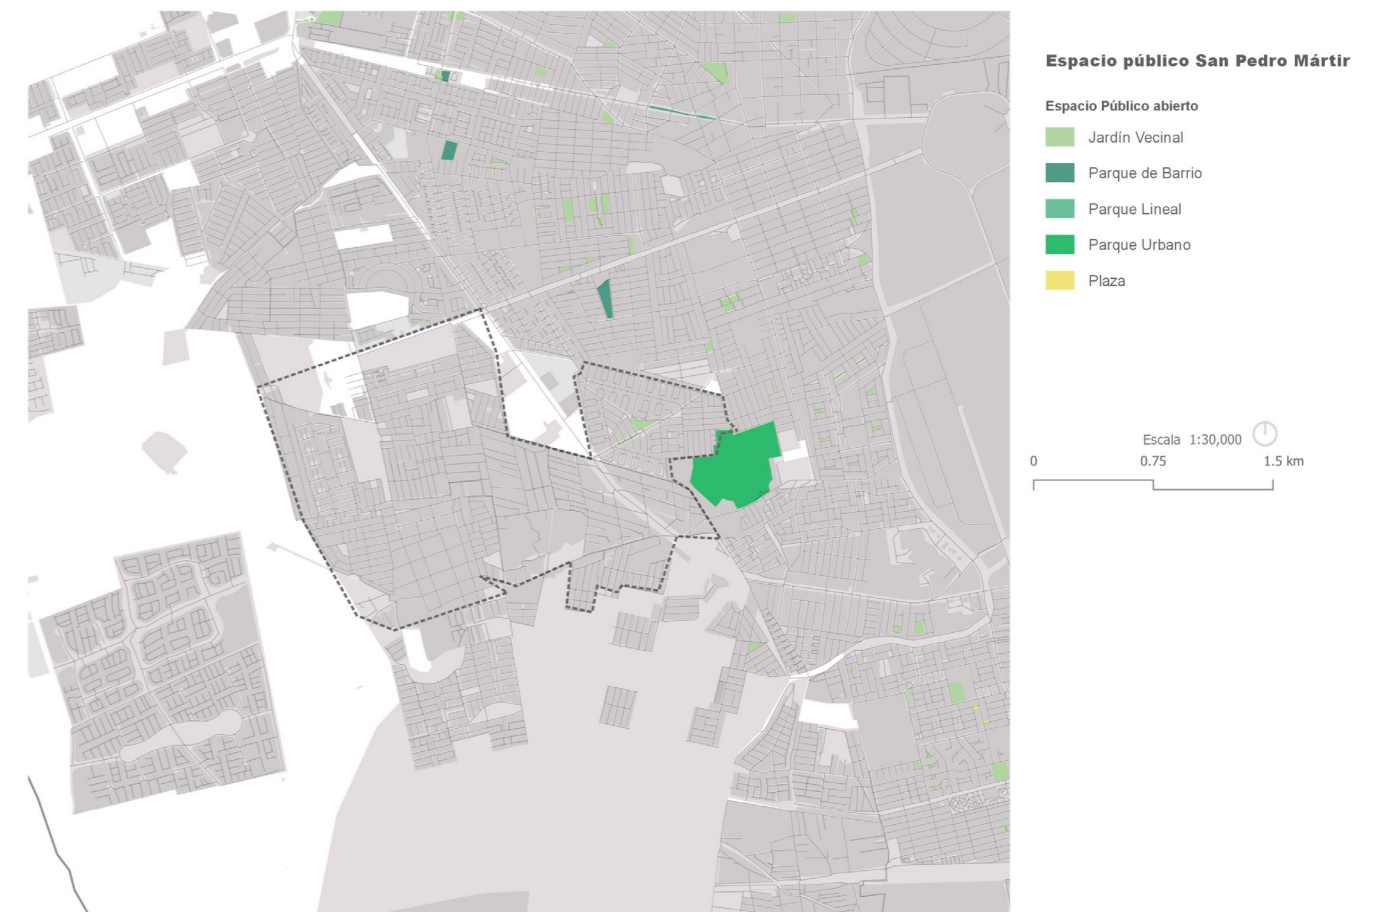 Espacio público San Pedro Mártir
Espacio Público abierto
Jardín Vecinal
Parque de Barrio
Parque Lineal
Parque Urbano
Plaza
Escala 1:30,000
0 0.75 1.5 km